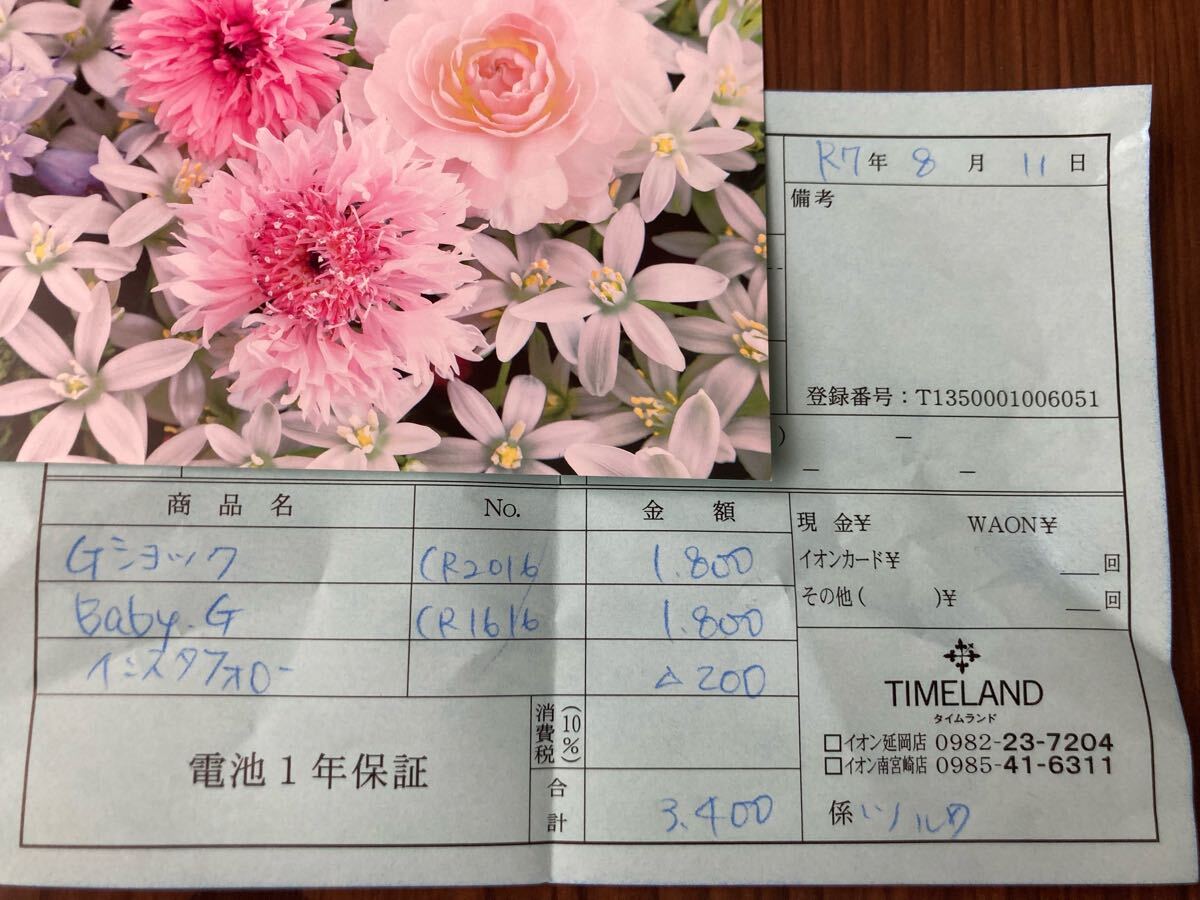 R7年 8月 11日
備考
登録番号：T1350001006051
) －
－ －
商品名 No. 金額
Gショック CR2016 1.800
Baby.G CR1616 1.800
インスタフォロー △200
電池1年保証
消費税(10%)
合計 3.400
現金¥ WAON¥
イオンカード¥ 回
その他( )¥ 回
TIMELAND
タイムランド
□イオン延岡店 0982-23-7204
□イオン南宮崎店 0985-41-6311
係